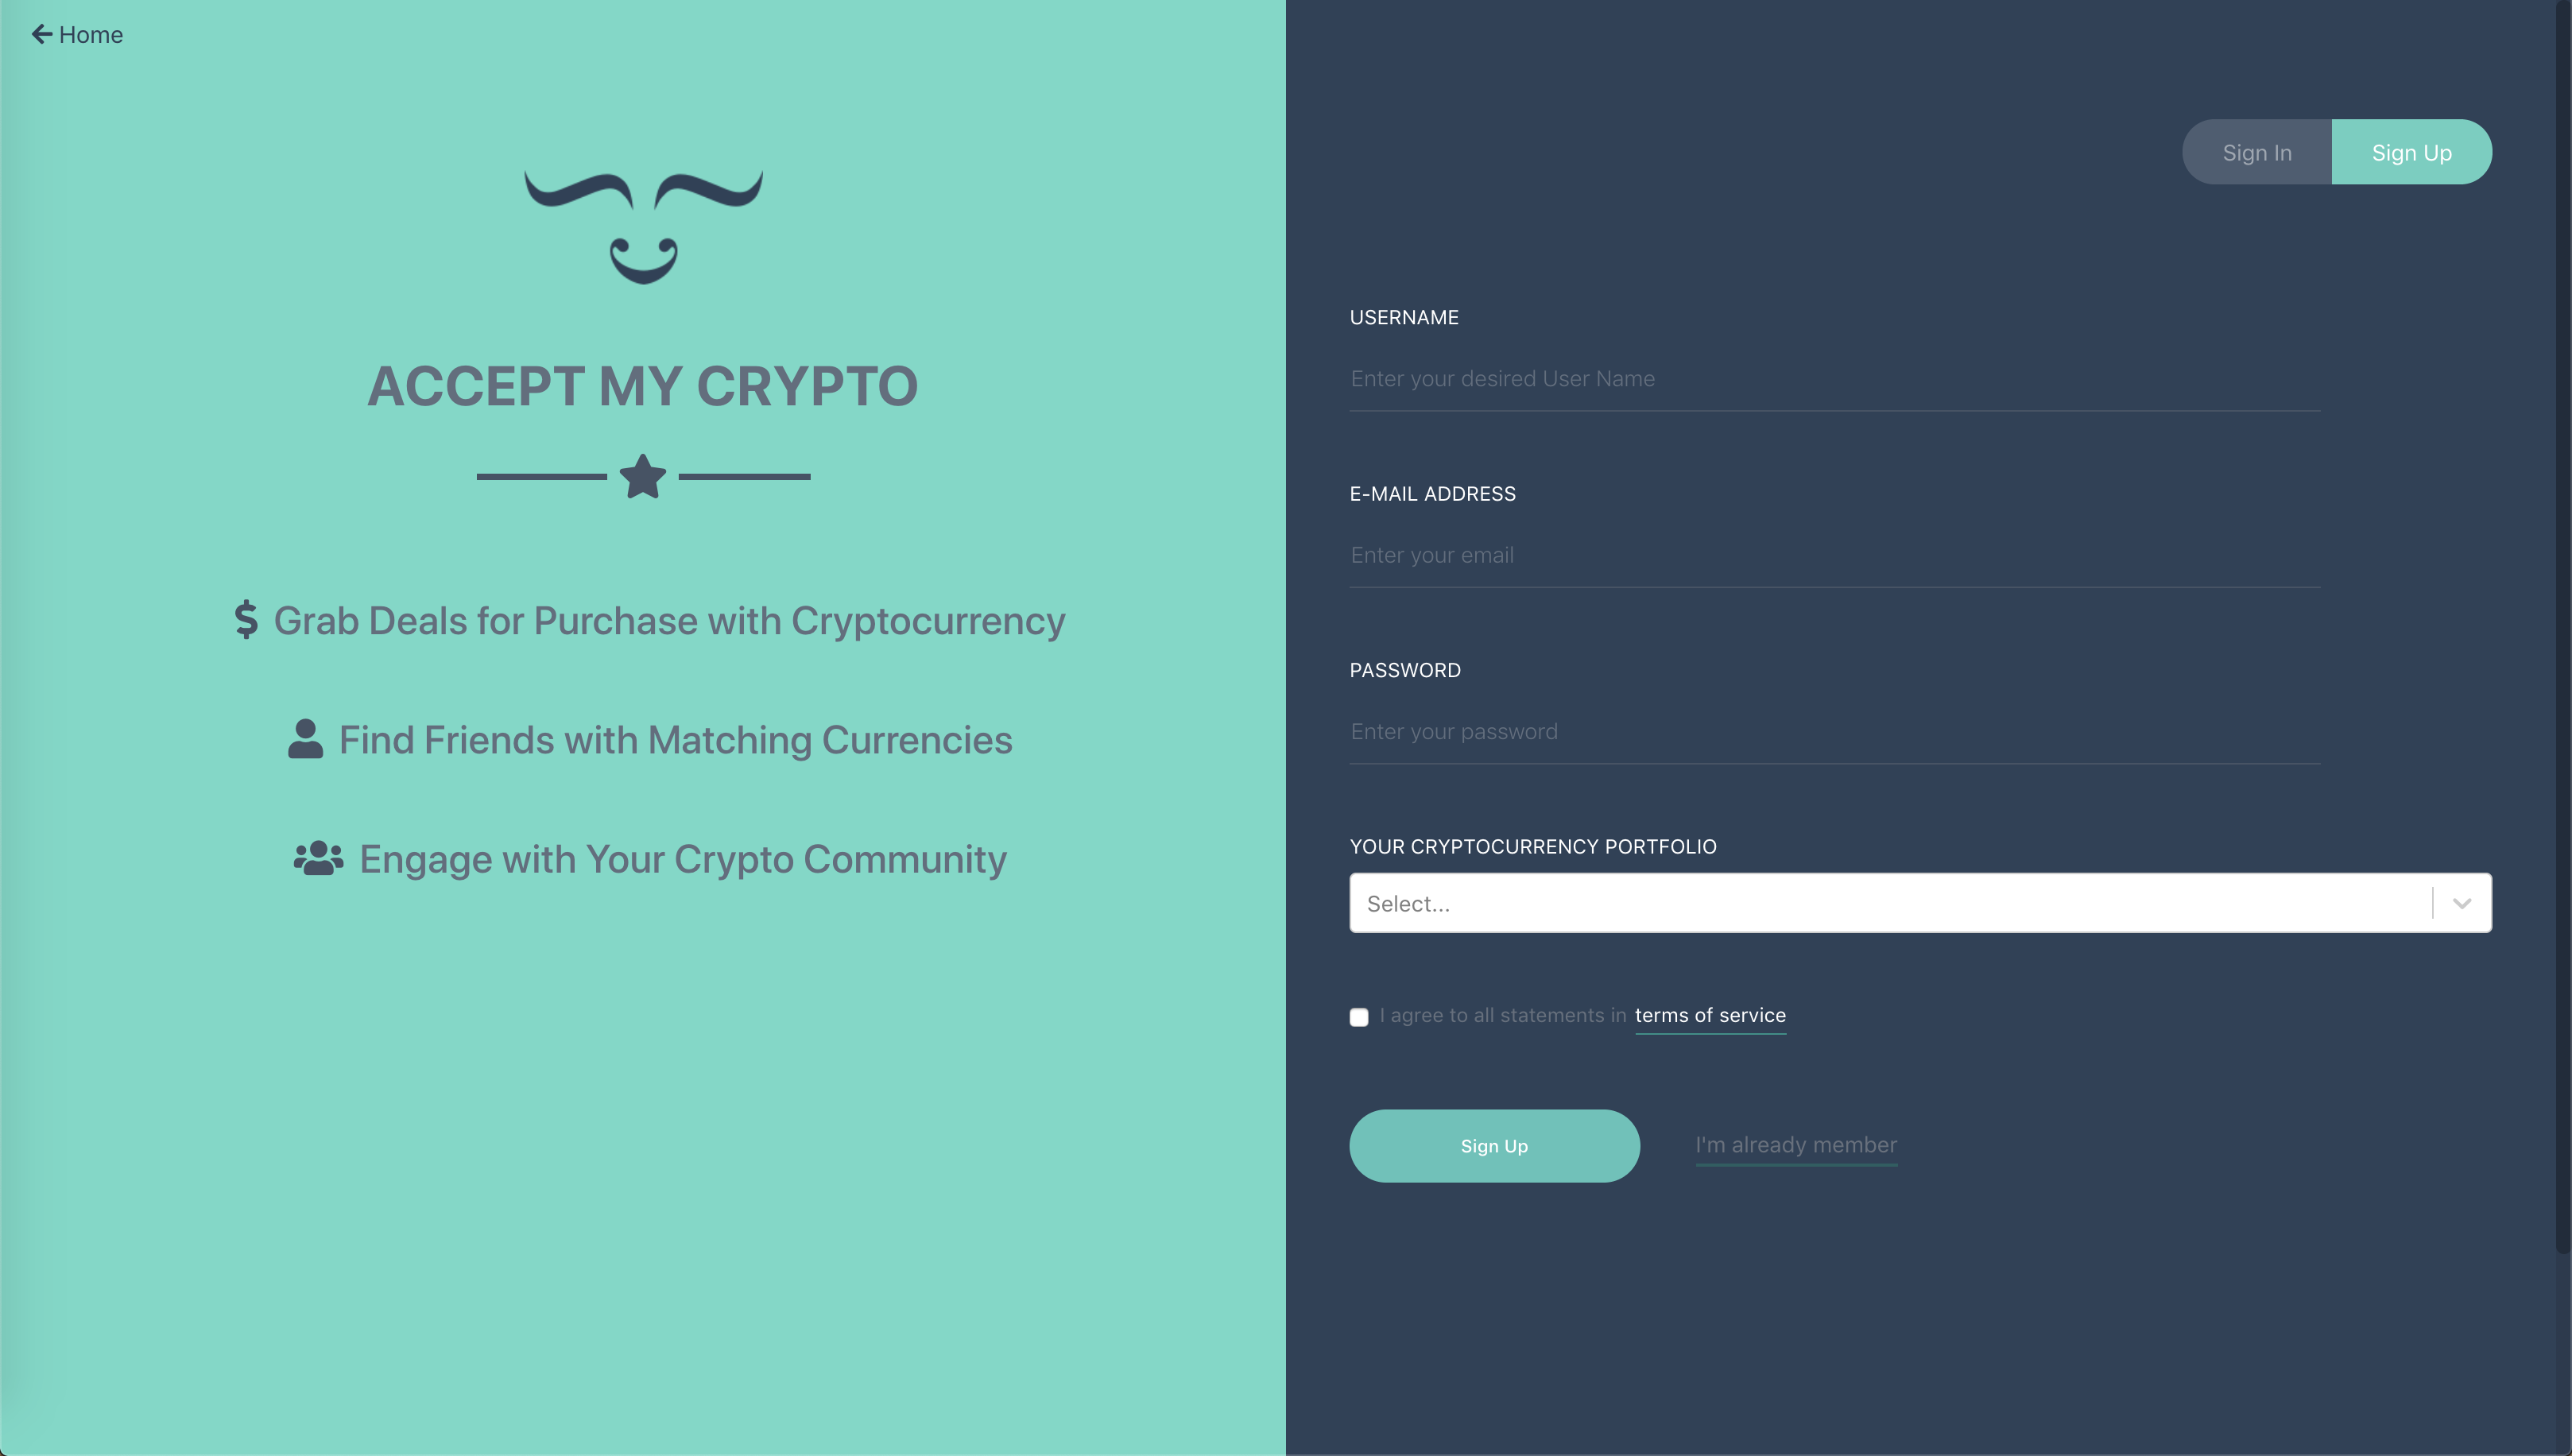 Home
ACCEPT MY CRYPTO
Grab Deals for Purchase with Cryptocurrency
Find Friends with Matching Currencies
Engage with Your Crypto Community
Sign In
Sign Up
USERNAME
Enter your desired User Name
E-MAIL ADDRESS
Enter your email
PASSWORD
Enter your password
YOUR CRYPTOCURRENCY PORTFOLIO
Select...
I agree to all statements in terms of service
Sign Up
I'm already member